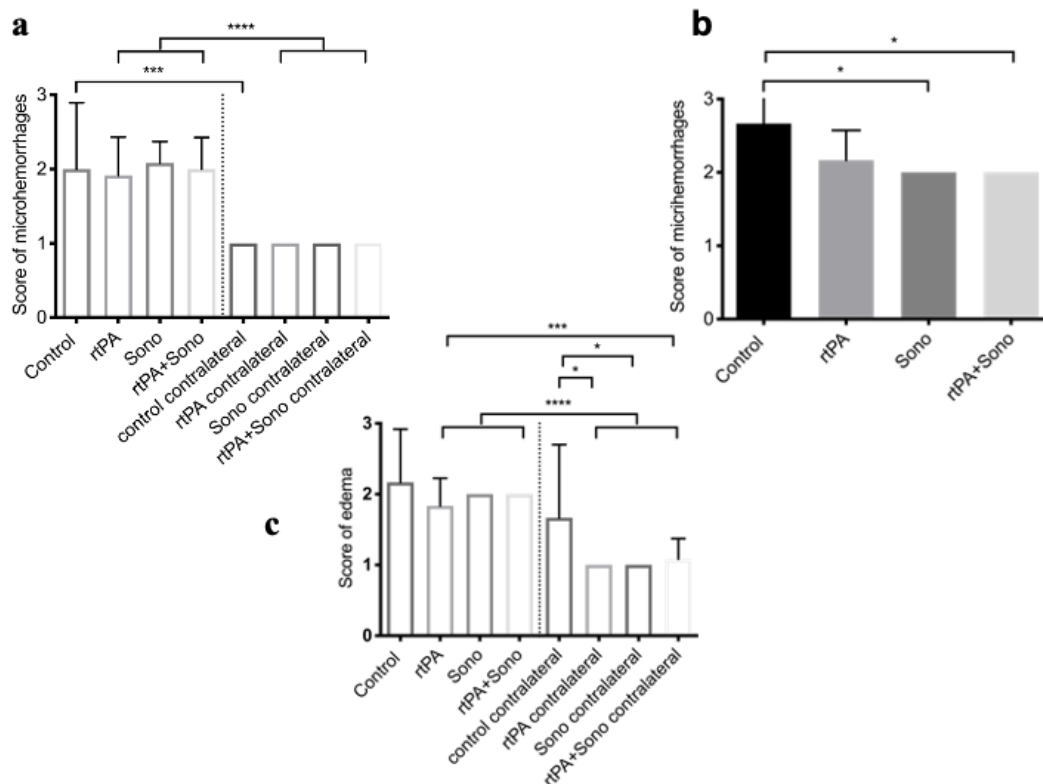 a
****
***
Score of microhemorrhages
3
2
1
0
Control
rtPA
Sono
rtPA+Sono
control contralateral
rtPA contralateral
Sono contralateral
rtPA+Sono contralateral
b
*
*
Score of micrihemorrhages
3
2
1
0
Control
rtPA
Sono
rtPA+Sono
c
***
*
*
****
Score of edema
3
2
1
0
Control
rtPA
Sono
rtPA+Sono
control contralateral
rtPA contralateral
Sono contralateral
rtPA+Sono contralateral